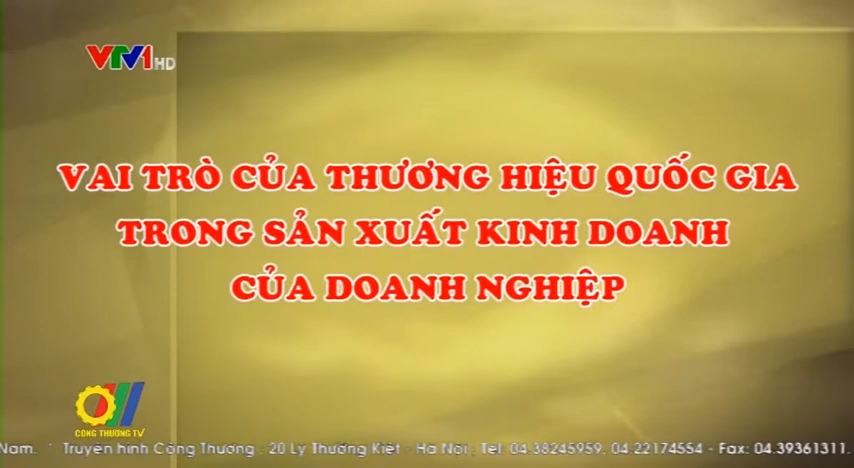 VTV1 HD
VAI TRÒ CỦA THƯƠNG HIỆU QUỐC GIA
TRONG SẢN XUẤT KINH DOANH
CỦA DOANH NGHIỆP
CÔNG THƯƠNG TV
Nam. * Truyền hình Công Thương : 20 Lý Thường Kiệt - Hà Nội ; Tel: 04.38245959, 04.22174554 - Fax: 04.39361311.